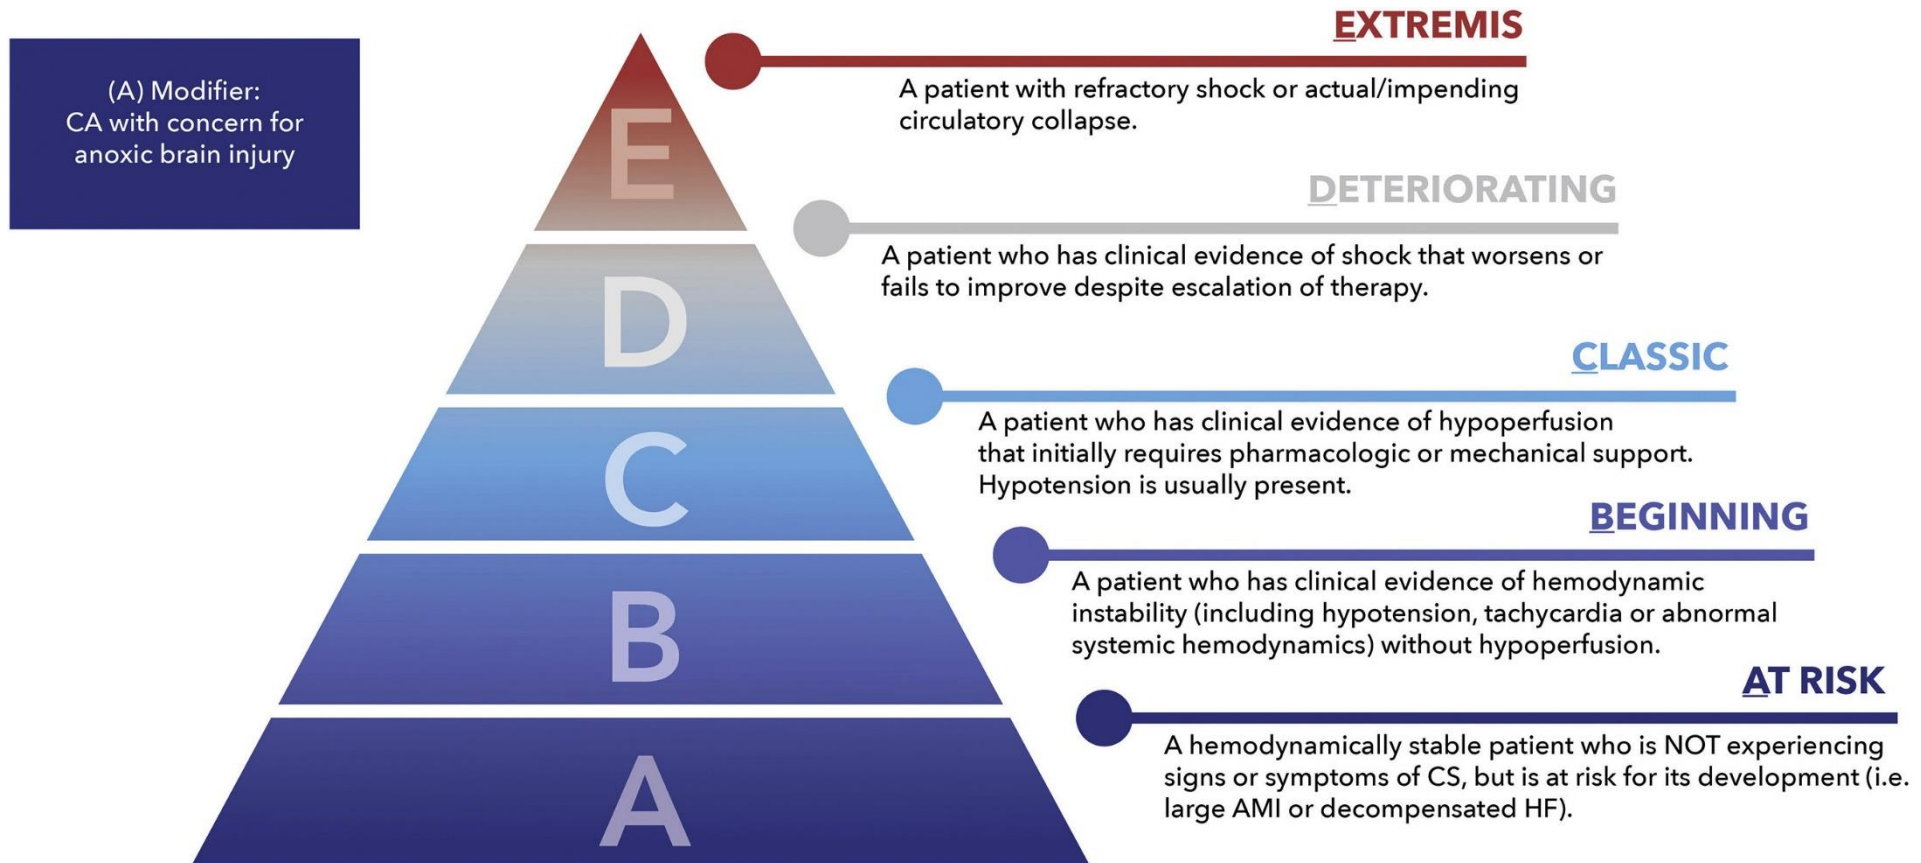 (A) Modifier:
CA with concern for
anoxic brain injury
E
D
C
B
A
EXTREMIS
A patient with refractory shock or actual/impending
circulatory collapse.
DETERIORATING
A patient who has clinical evidence of shock that worsens or
fails to improve despite escalation of therapy.
CLASSIC
A patient who has clinical evidence of hypoperfusion
that initially requires pharmacologic or mechanical support.
Hypotension is usually present.
BEGINNING
A patient who has clinical evidence of hemodynamic
instability (including hypotension, tachycardia or abnormal
systemic hemodynamics) without hypoperfusion.
AT RISK
A hemodynamically stable patient who is NOT experiencing
signs or symptoms of CS, but is at risk for its development (i.e.
large AMI or decompensated HF).